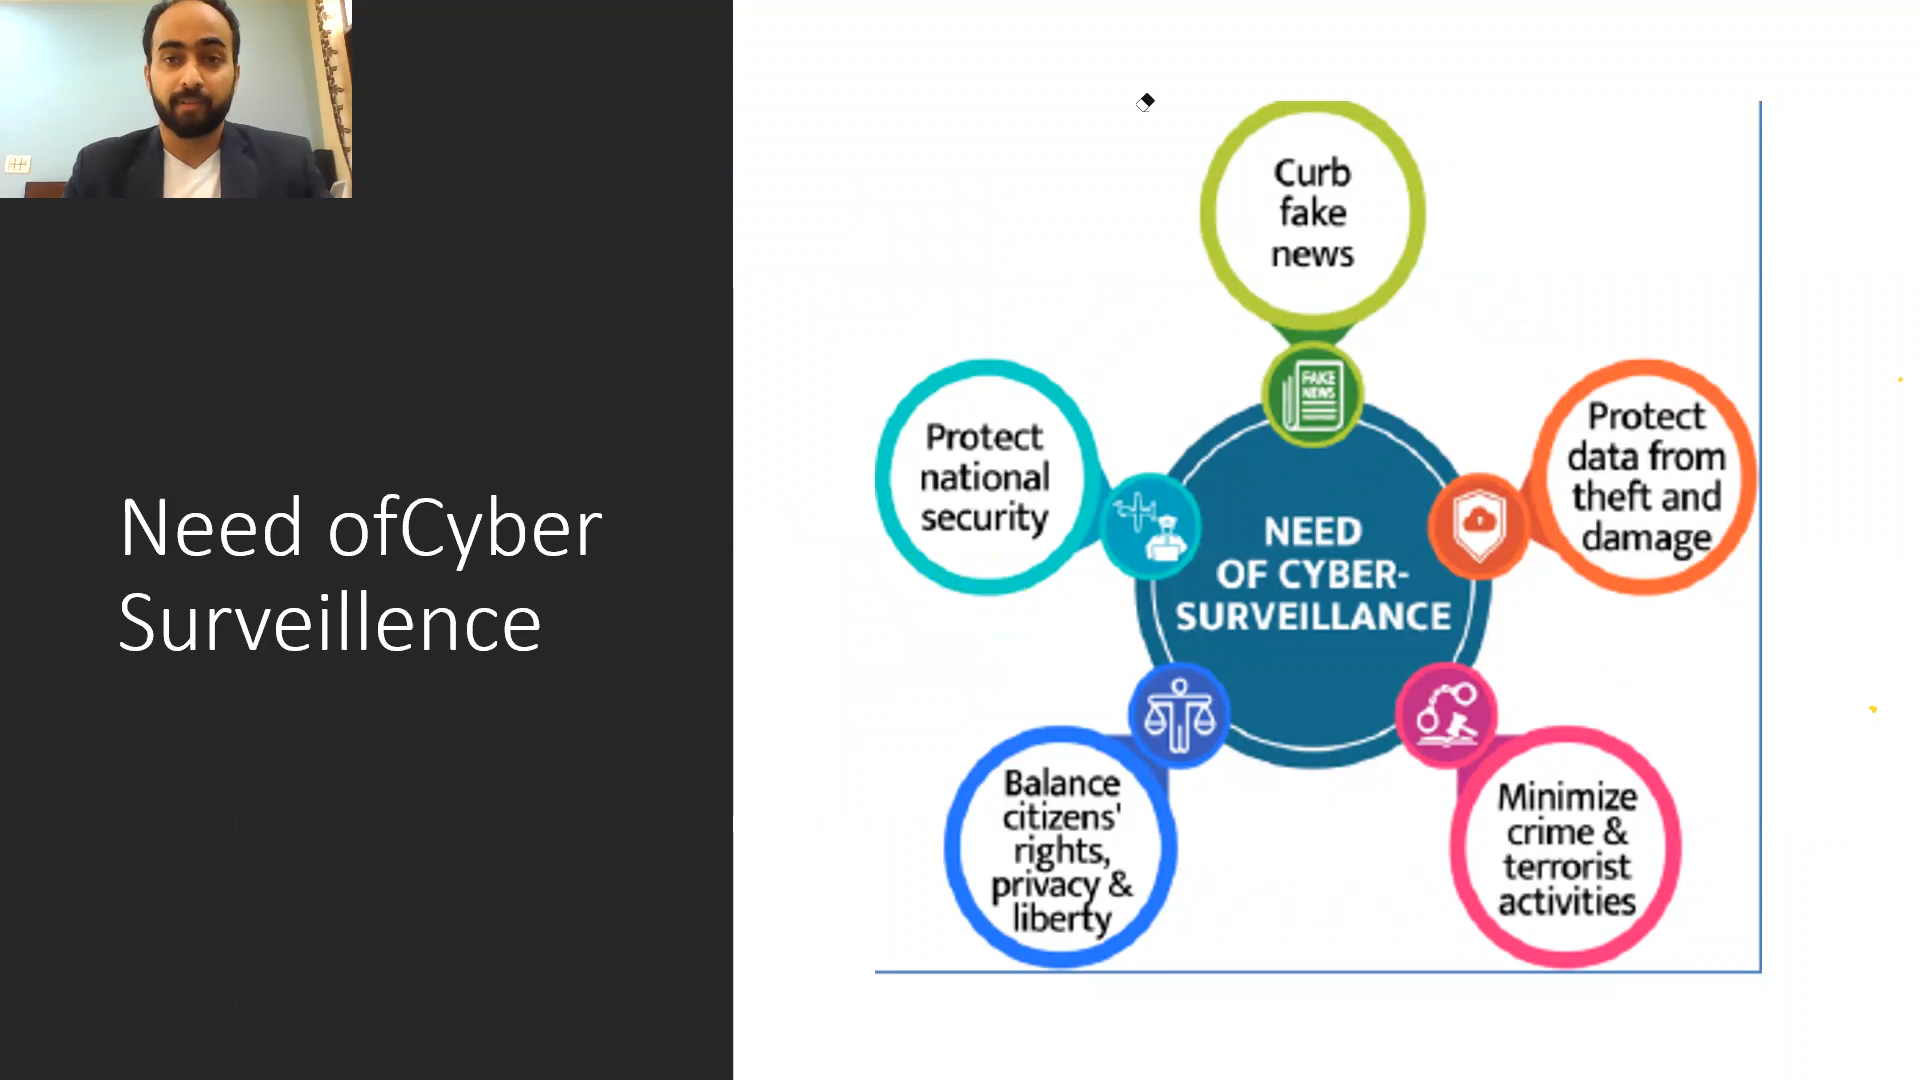 Need ofCyber
Surveillence
Curb
fake
news
FAKE
NEWS
Protect
national
security
Protect
data from
theft and
damage
NEED
OF CYBER-
SURVEILLANCE
Balance
citizens'
rights,
privacy &
liberty
Minimize
crime &
terrorist
activities